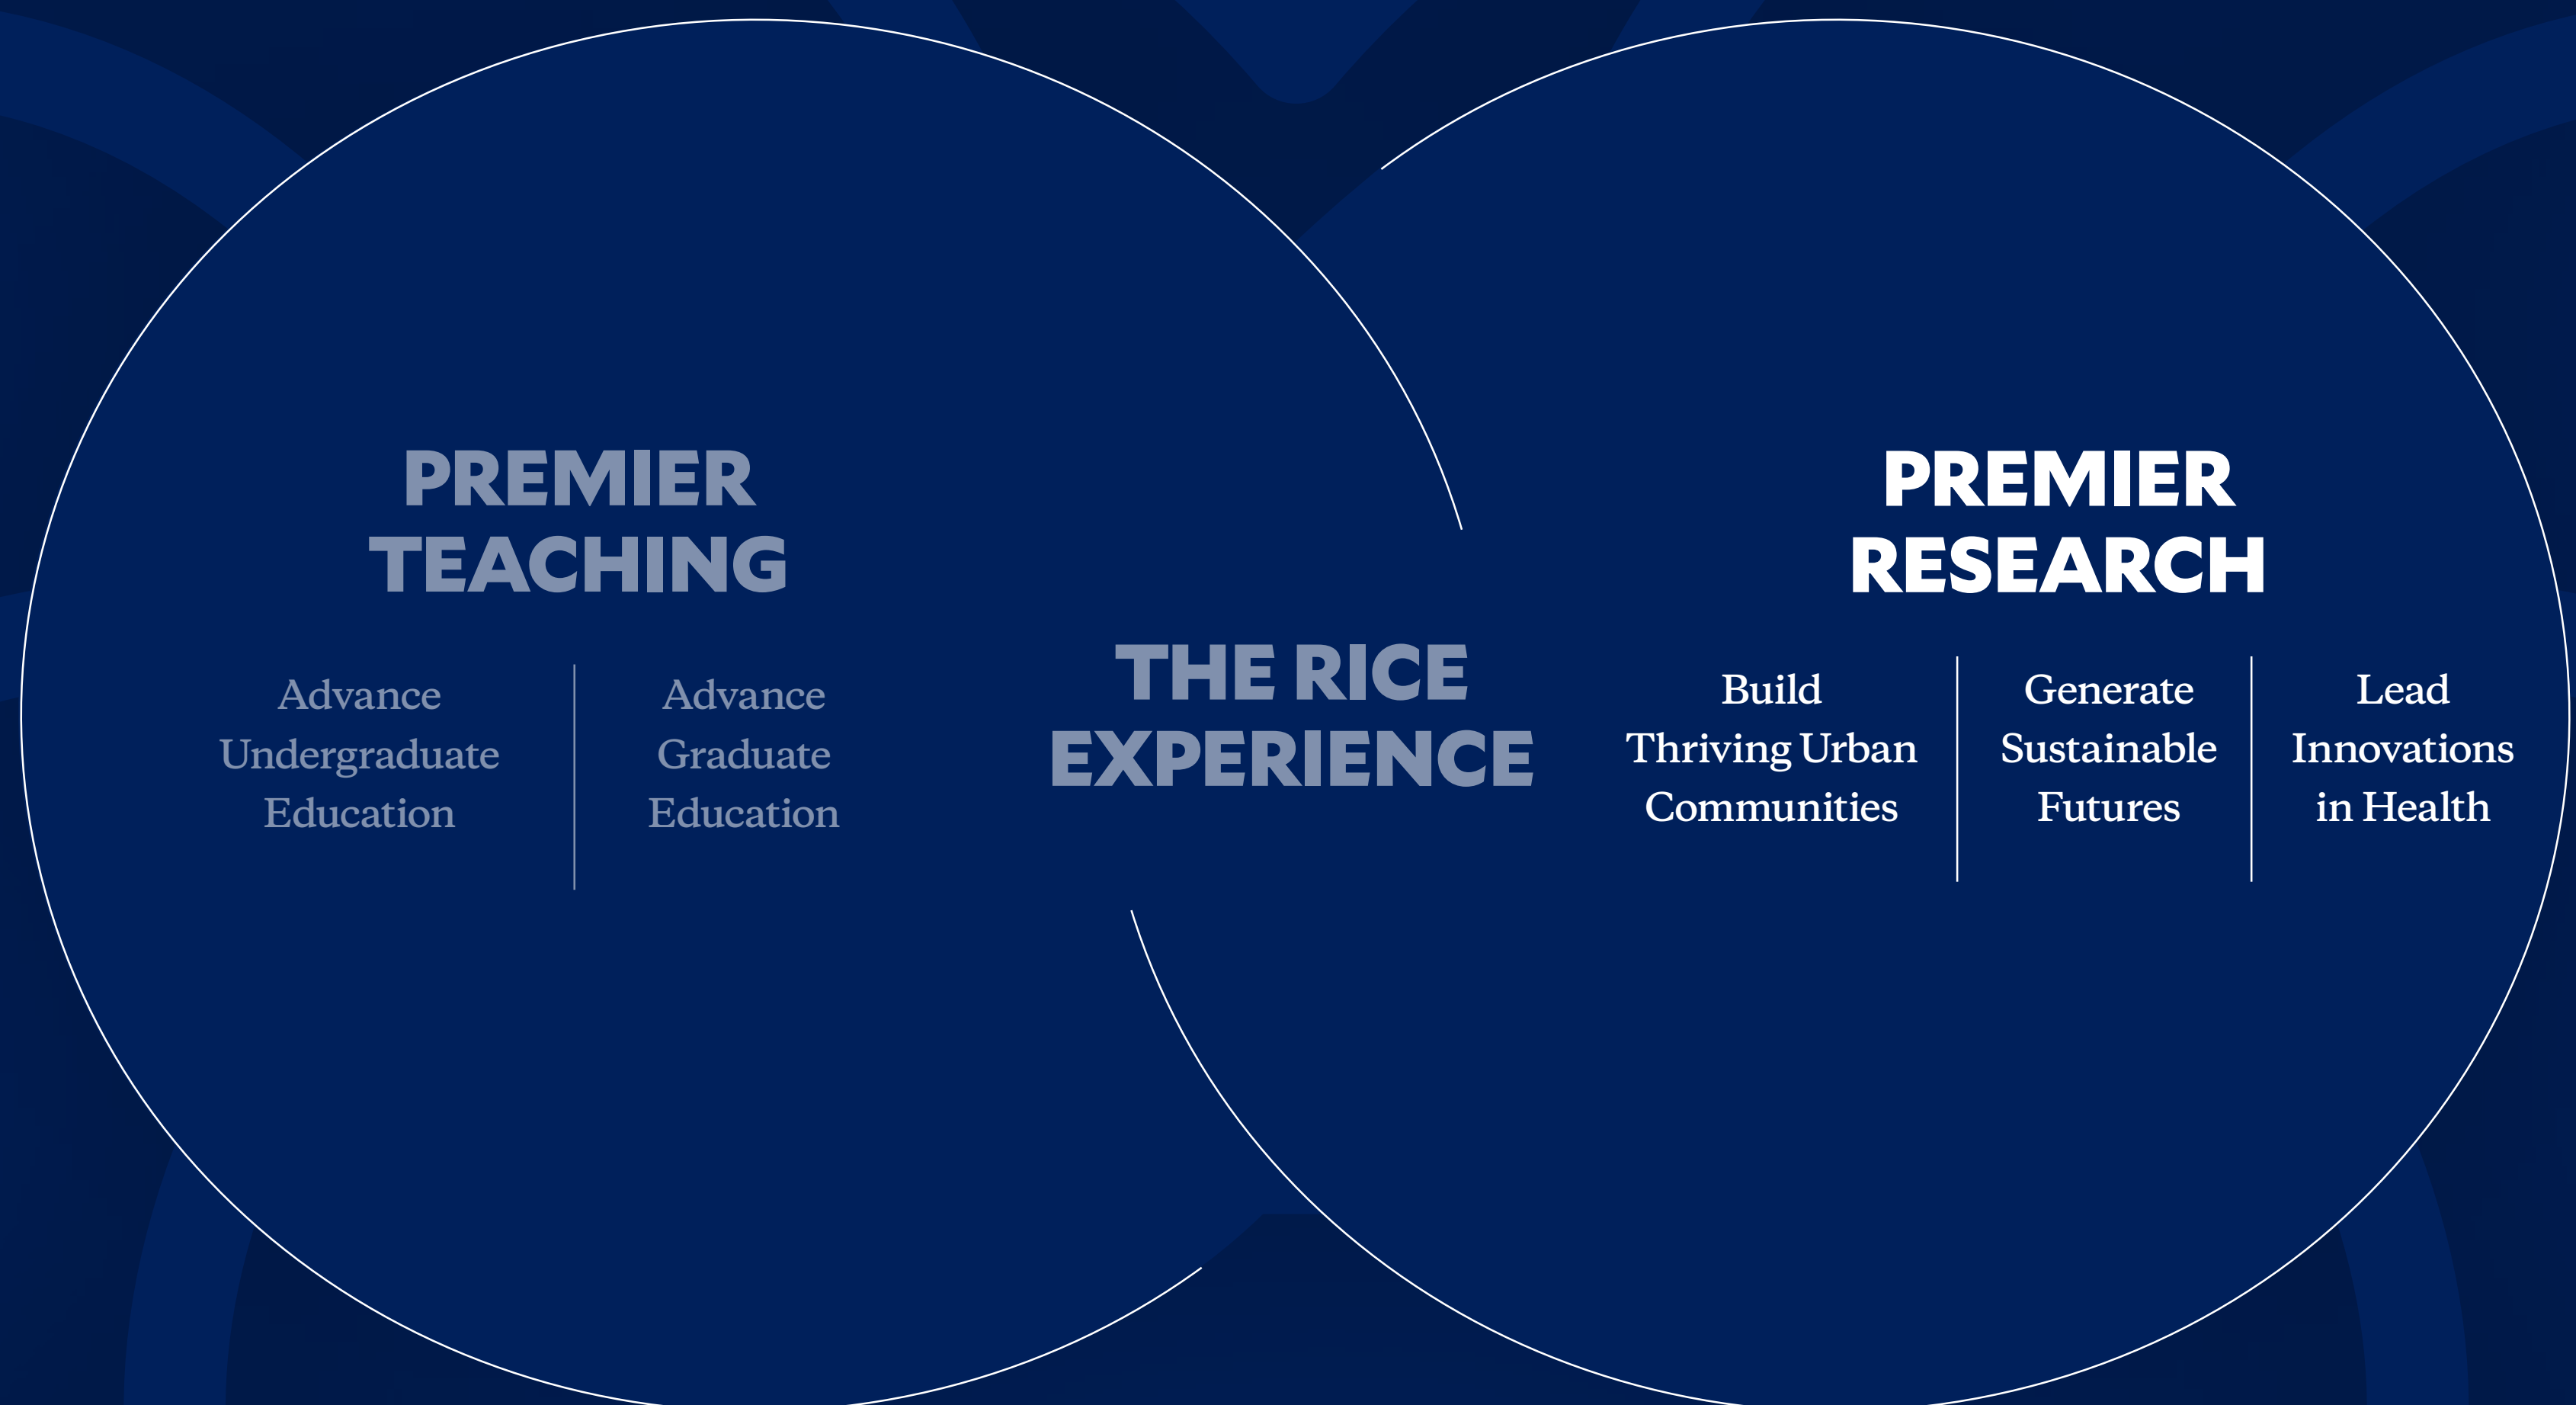 PREMIER
TEACHING
Advance
Undergraduate
Education
Advance
Graduate
Education
THE RICE
EXPERIENCE
PREMIER
RESEARCH
Build
Thriving Urban
Communities
Generate
Sustainable
Futures
Lead
Innovations
in Health